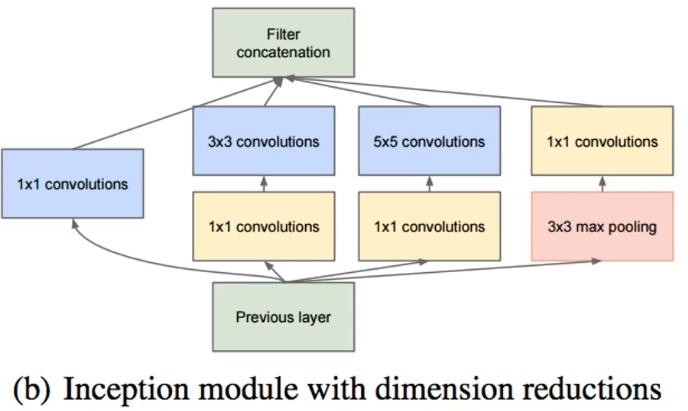 Filter
concatenation
3x3 convolutions
5x5 convolutions
1x1 convolutions
1x1 convolutions
1x1 convolutions
1x1 convolutions
3x3 max pooling
Previous layer
(b) Inception module with dimension reductions